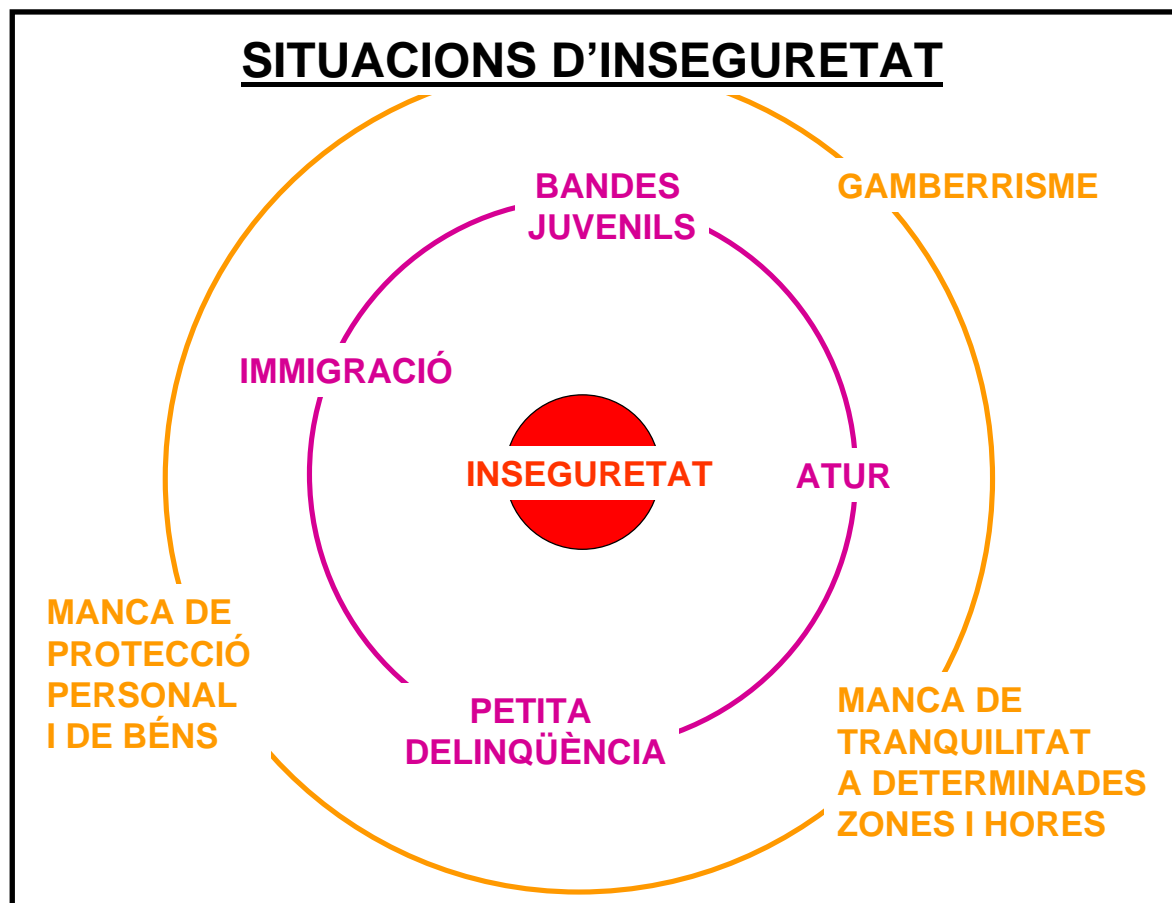 SITUACIONS D’INSEGURETAT
BANDES
JUVENILS
GAMBERRISME
IMMIGRACIÓ
INSEGURETAT
ATUR
MANCA DE
PROTECCIÓ
PERSONAL
I DE BÉNS
PETITA
DELINQÜÈNCIA
MANCA DE
TRANQUILITAT
A DETERMINADES
ZONES I HORES